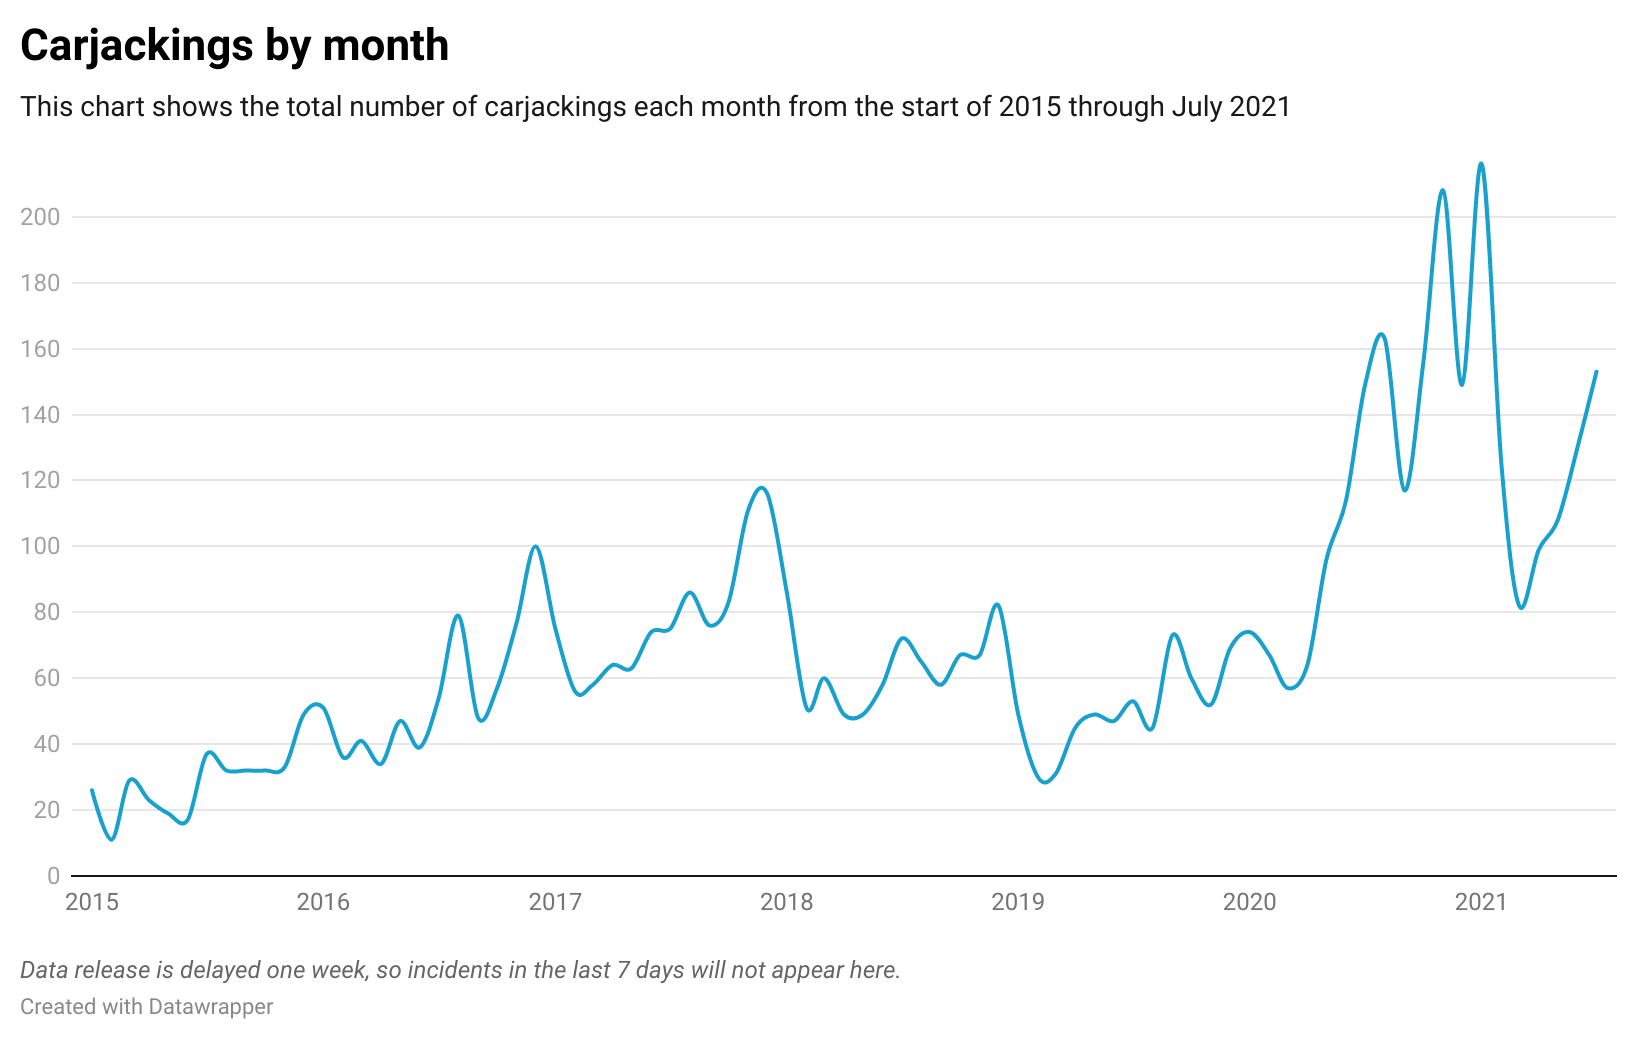 Carjackings by month
This chart shows the total number of carjackings each month from the start of 2015 through July 2021
200
180
160
140
120
100
80
60
40
20
0
2015 2016 2017 2018 2019 2020 2021
Data release is delayed one week, so incidents in the last 7 days will not appear here.
Created with Datawrapper